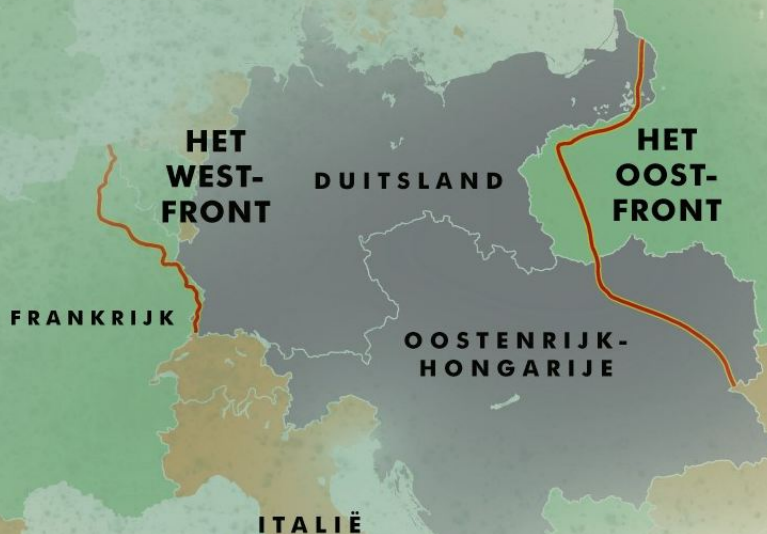 HET
WEST-
FRONT
DUITSLAND
HET
OOST-
FRONT
FRANKRIJK
OOSTENRIJK-
HONGARIJE
ITALIË